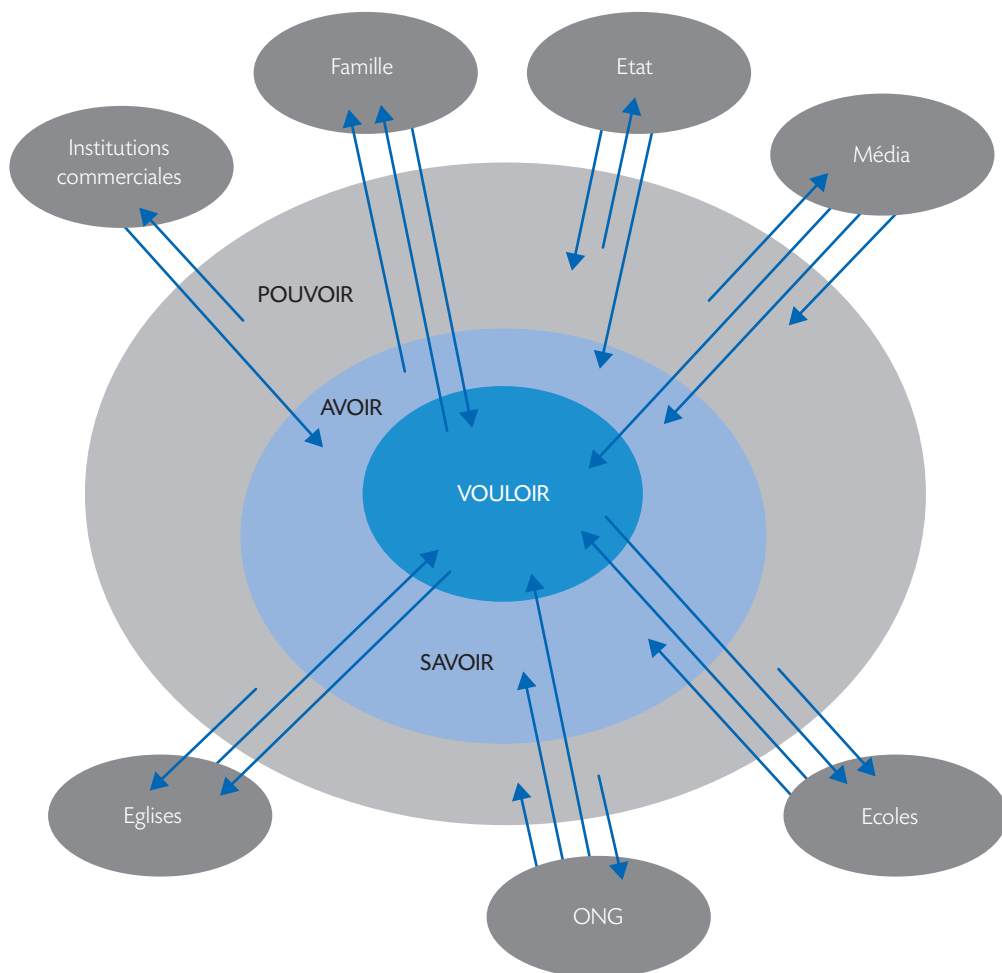 Famille
Etat
Institutions
commerciales
Média
POUVOIR
AVOIR
VOULOIR
SAVOIR
Eglises
Ecoles
ONG